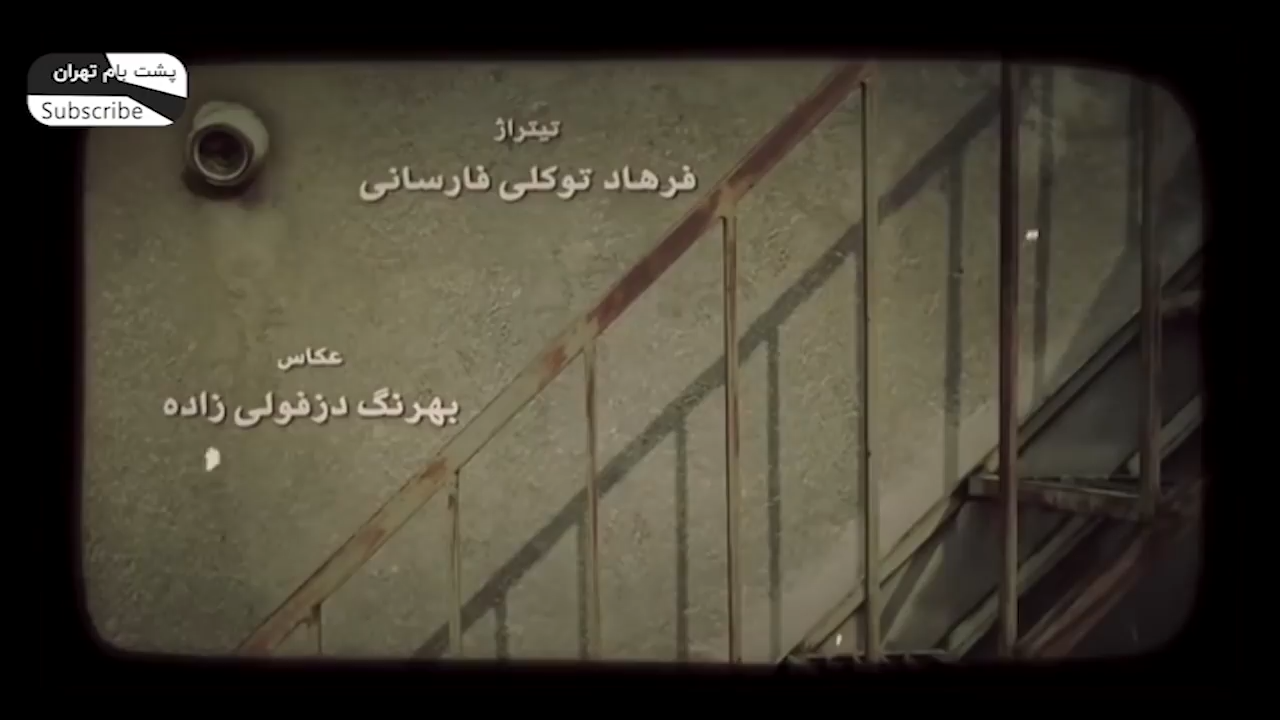 پشت بام تهران
Subscribe
تیتراژ
فرهاد توکلی فارسانی
عکاس
بهرنگ دزفولی زاده